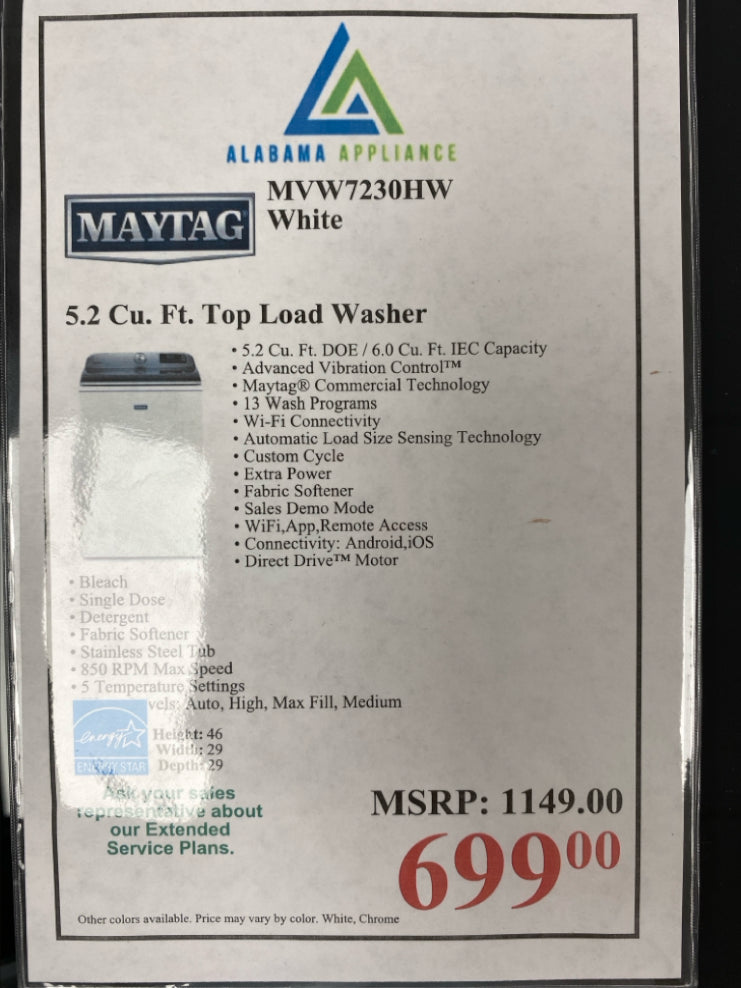 ALABAMA APPLIANCE
MAYTAG
MVW7230HW
White
5.2 Cu. Ft. Top Load Washer
• 5.2 Cu. Ft. DOE / 6.0 Cu. Ft. IEC Capacity
• Advanced Vibration Control™
• Maytag® Commercial Technology
• 13 Wash Programs
• Wi-Fi Connectivity
• Automatic Load Size Sensing Technology
• Custom Cycle
• Extra Power
• Fabric Softener
• Sales Demo Mode
• WiFi,App,Remote Access
• Connectivity: Android,iOS
• Direct Drive™ Motor
• Bleach
• Single Dose
• Detergent
• Fabric Softener
• Stainless Steel Tub
• 850 RPM Max Speed
• 5 Temperature Settings
Auto, High, Max Fill, Medium
energy
ENERGY STAR
Height: 46
Width: 29
Depth: 29
Ask your sales
representative about
our Extended
Service Plans.
MSRP: 1149.00
69900
Other colors available. Price may vary by color. White, Chrome